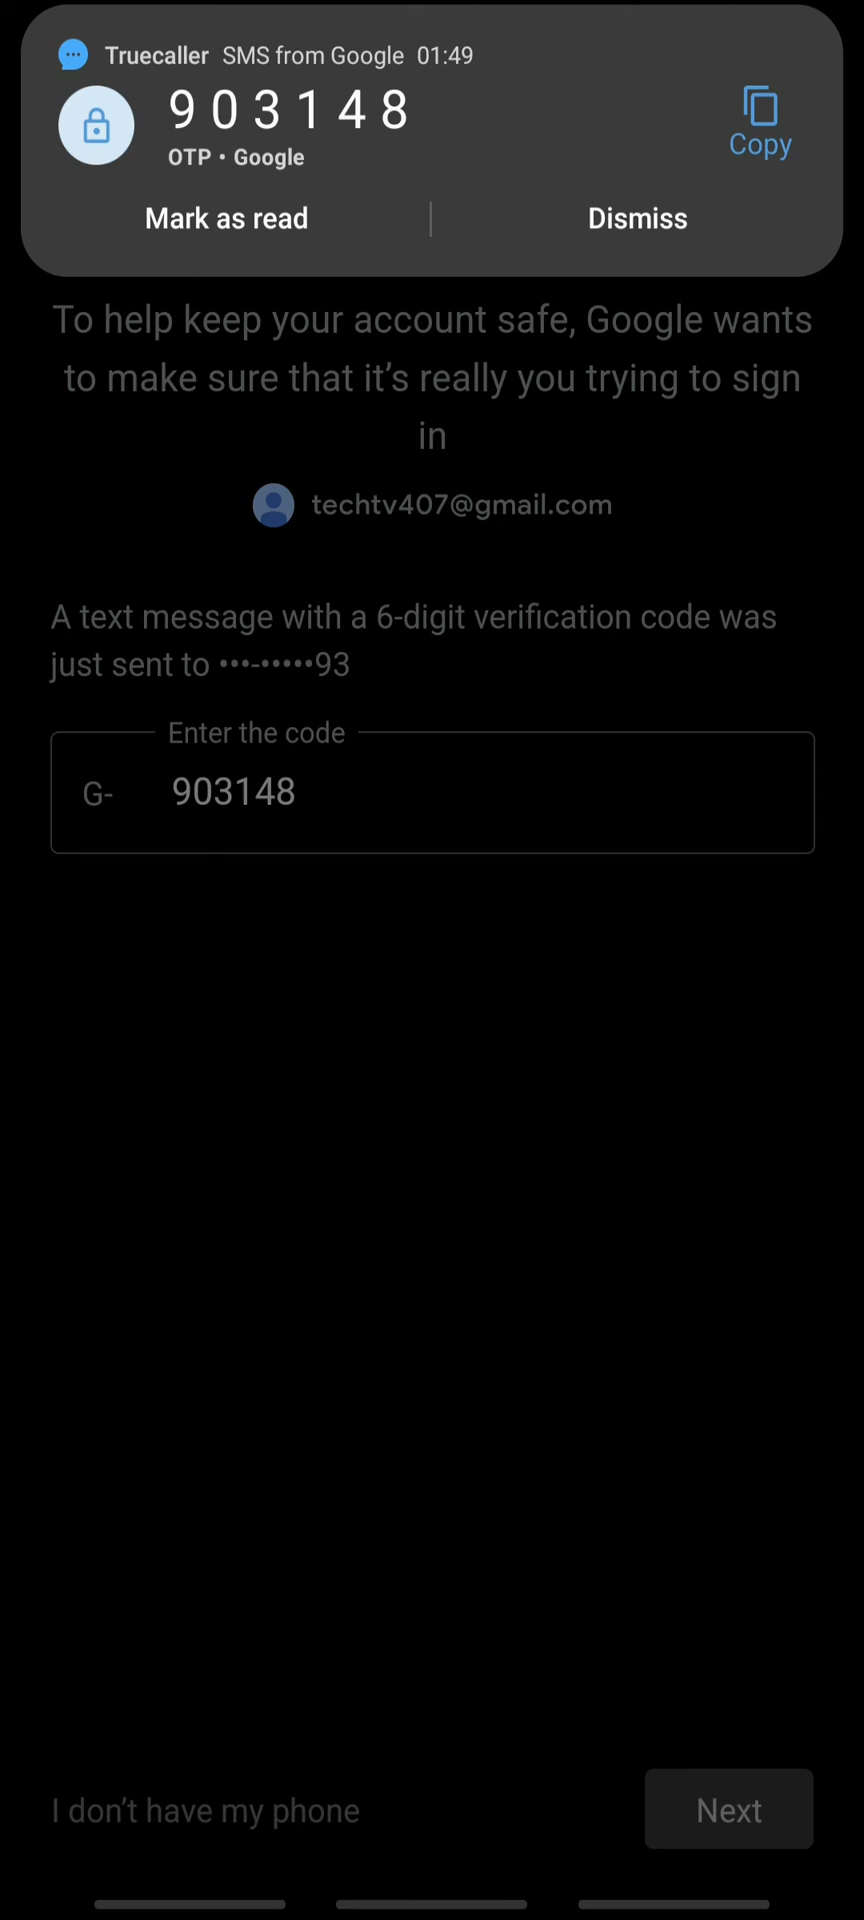 Truecaller SMS from Google 01:49
9 0 3 1 4 8
OTP • Google
Copy
Mark as read
Dismiss
To help keep your account safe, Google wants
to make sure that it’s really you trying to sign
in
techtv407@gmail.com
A text message with a 6-digit verification code was
just sent to •••-•••••93
Enter the code
G- 903148
I don’t have my phone
Next